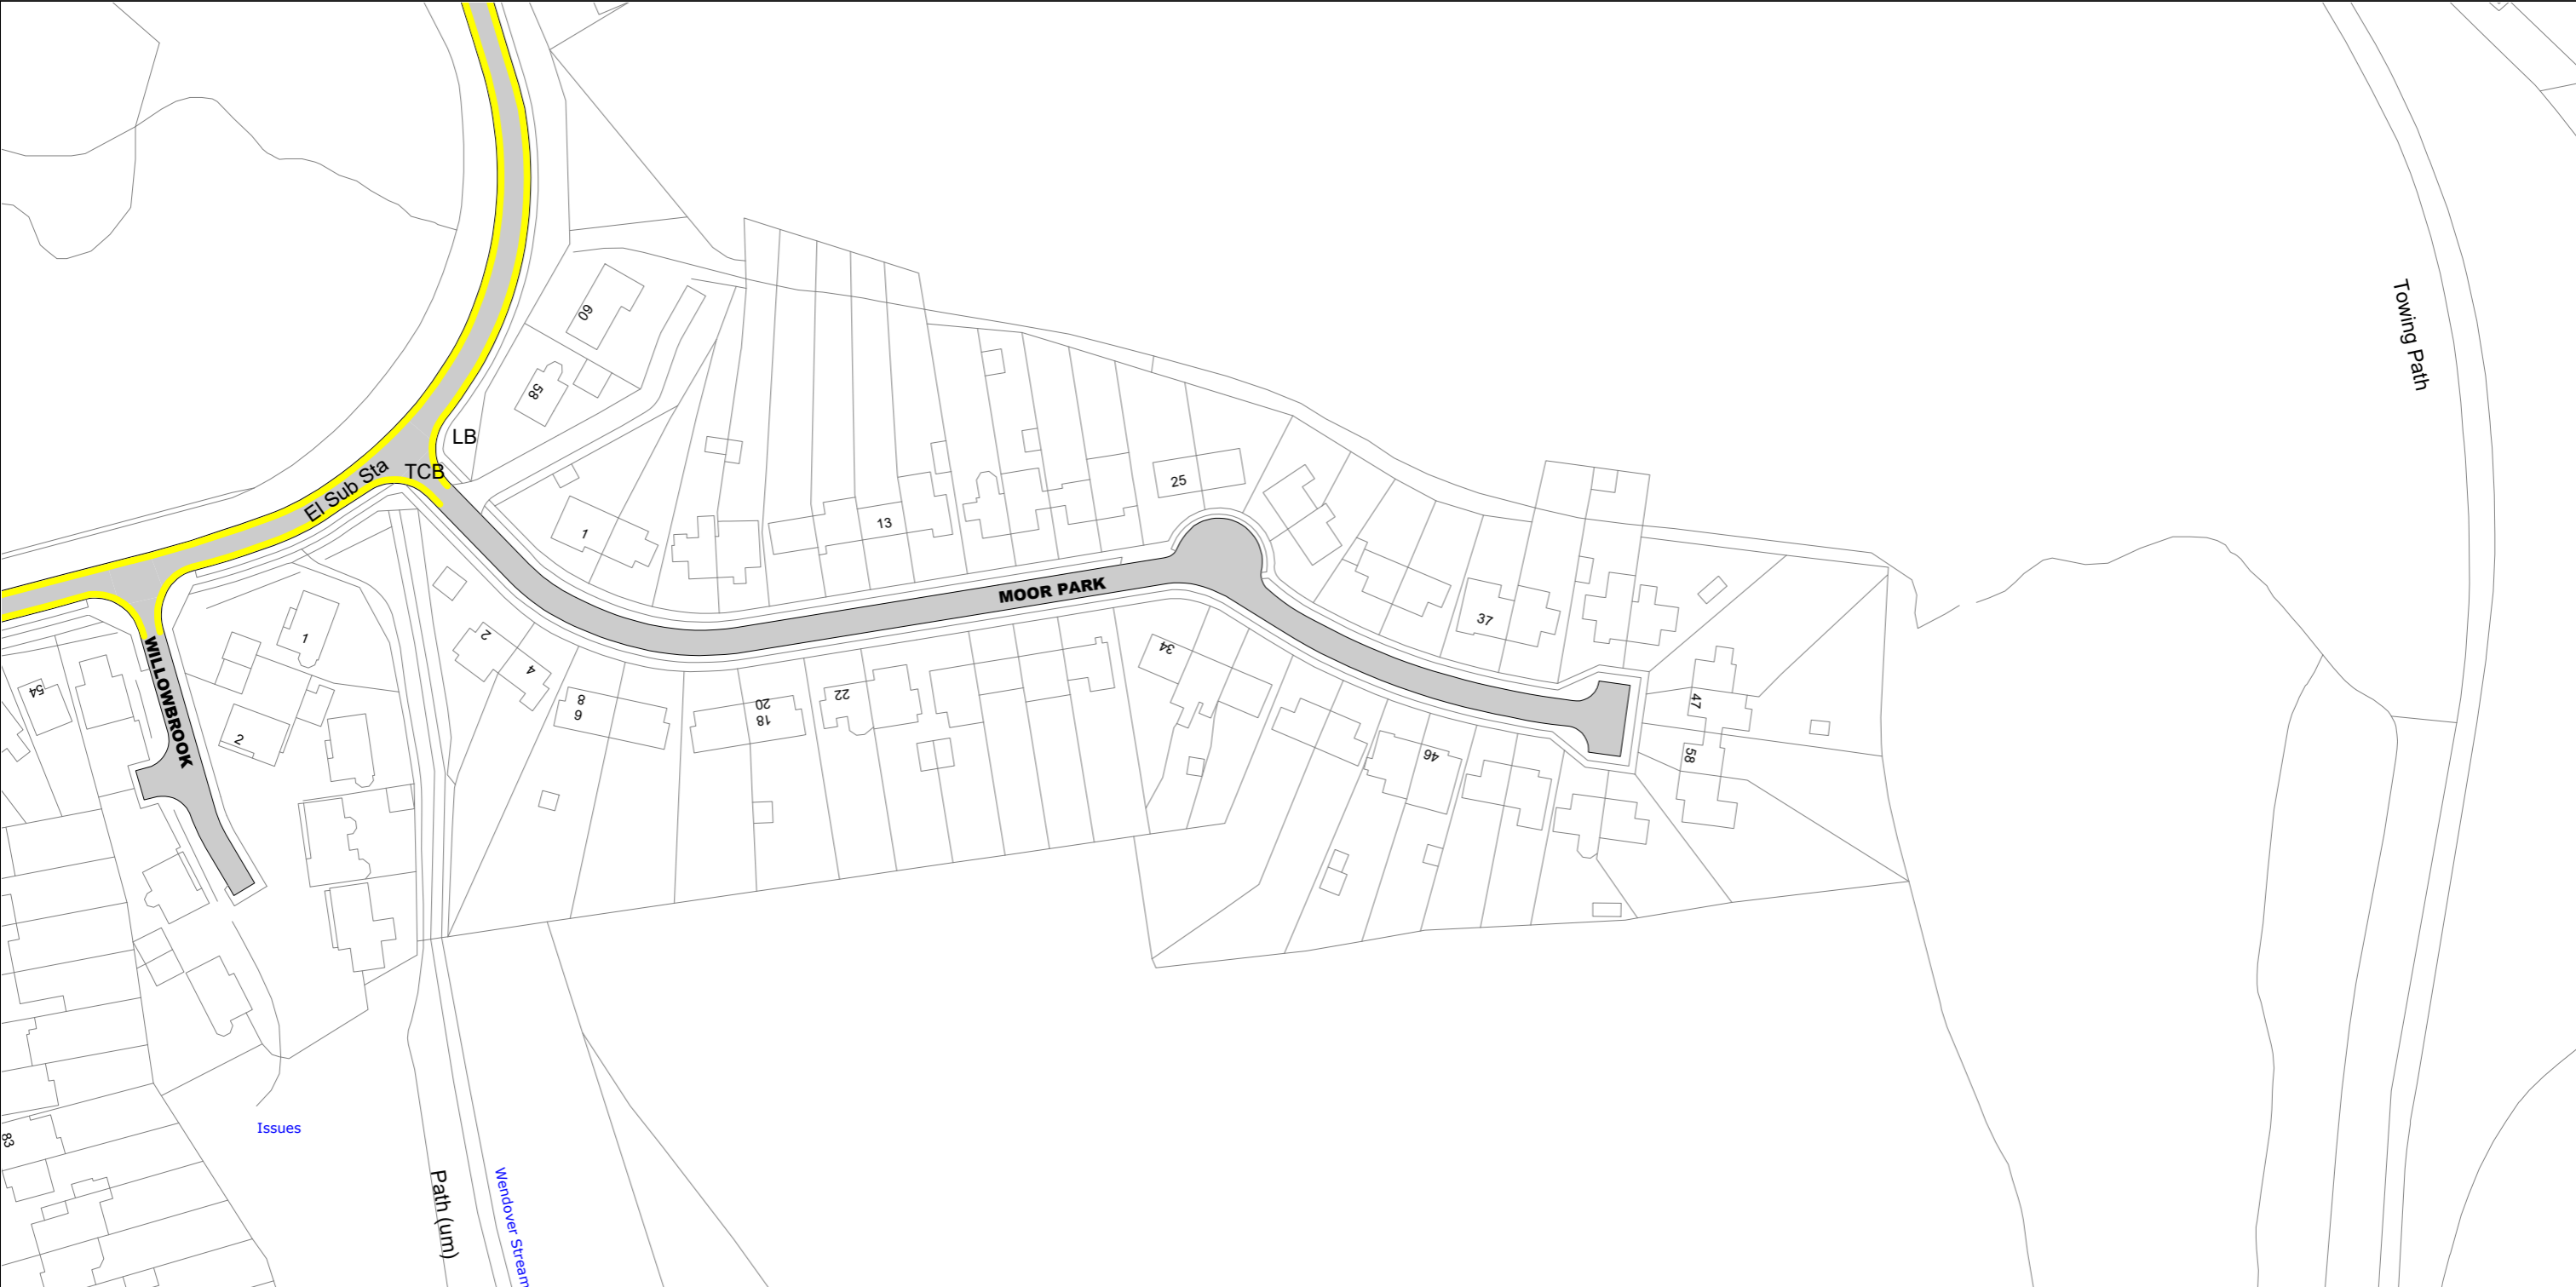 Towing Path
60
58
LB
TCB
El Sub Sta
25
13
1
MOOR PARK
37
1
2
4
34
WILLOWBROOK
54
8
6
20
18
22
47
2
46
58
Issues
83
Path (um)
Wendover Stream